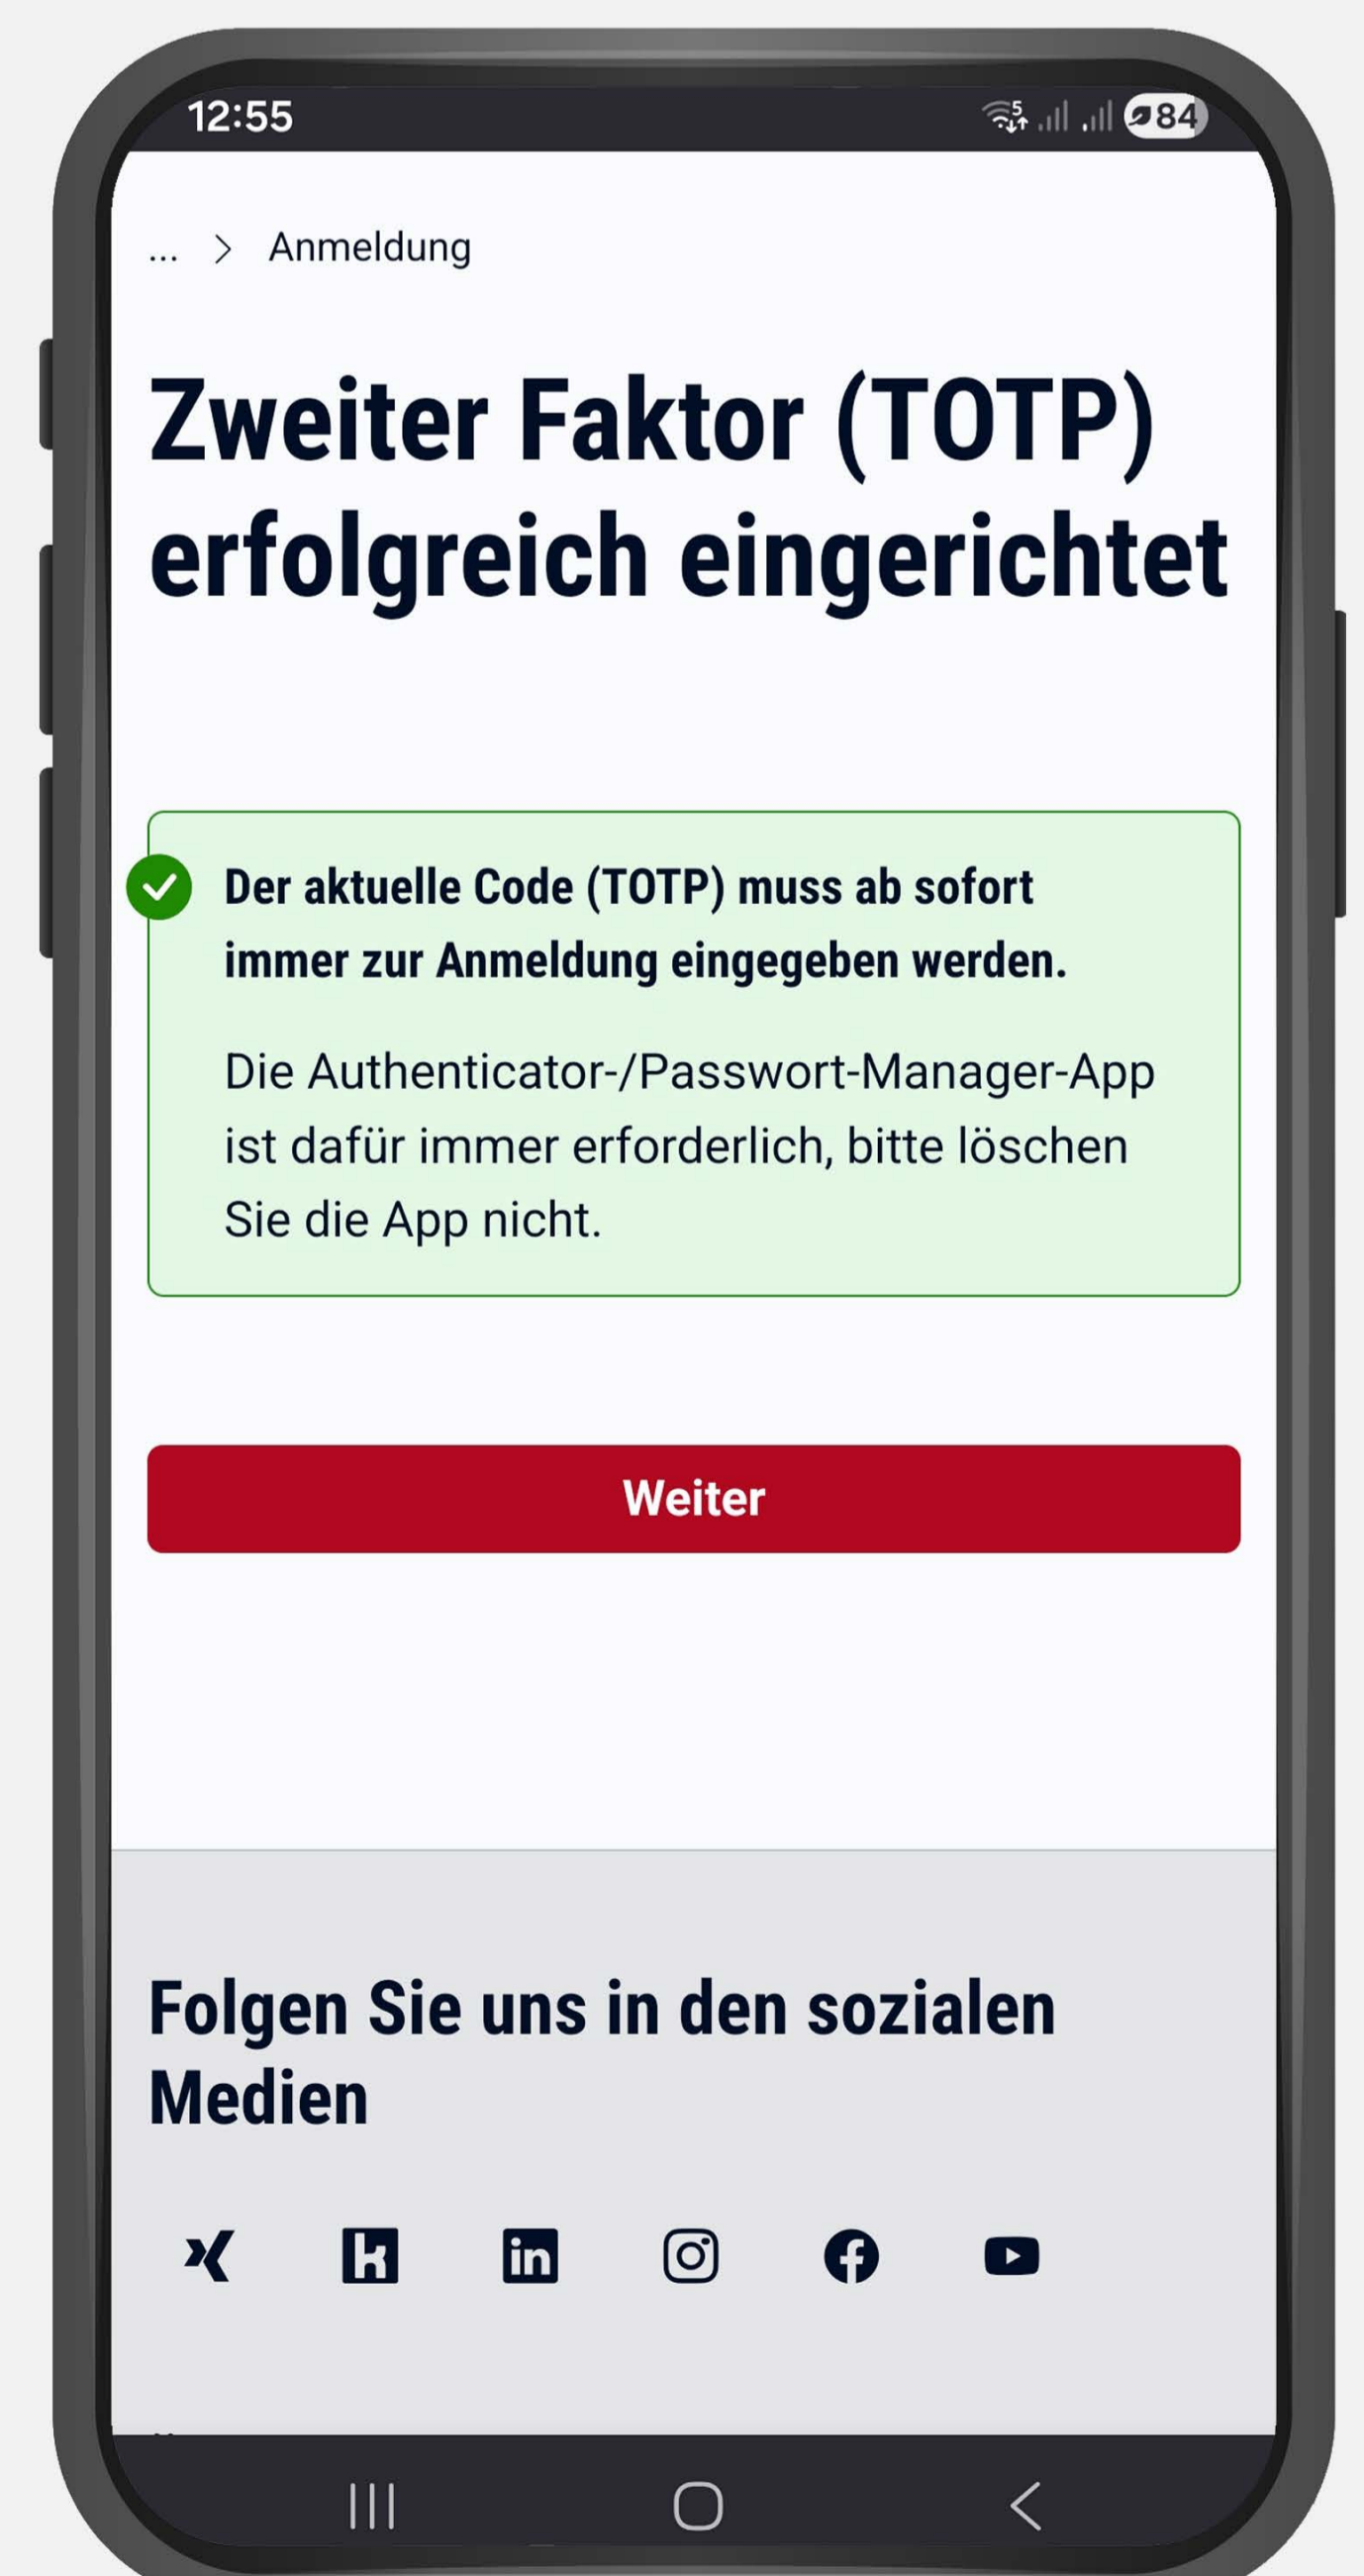 12:55
5 84
... > Anmeldung
Zweiter Faktor (TOTP)
erfolgreich eingerichtet
Der aktuelle Code (TOTP) muss ab sofort
immer zur Anmeldung eingegeben werden.
Die Authenticator-/Passwort-Manager-App
ist dafür immer erforderlich, bitte löschen
Sie die App nicht.
Weiter
Folgen Sie uns in den sozialen
Medien
in